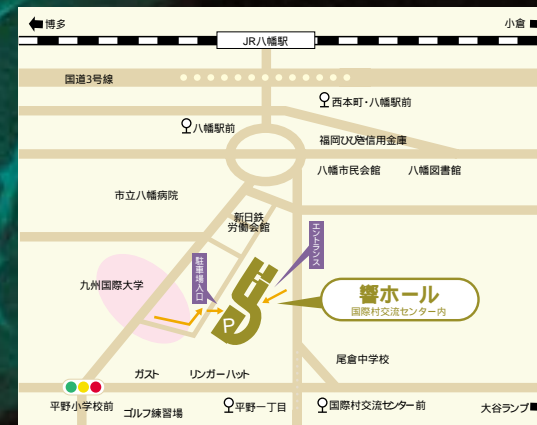 博多
小倉
JR八幡駅
国道3号線
西本町・八幡駅前
八幡駅前
福岡ひびき信用金庫
八幡市民会館
八幡図書館
市立八幡病院
新日鉄
労働会館
エントランス
駐車場入口
九州国際大学
響ホール
国際村交流センター内
P
尾倉中学校
ガスト
リンガーハット
平野小学校前
ゴルフ練習場
平野一丁目
国際村交流センター前
大谷ランプ